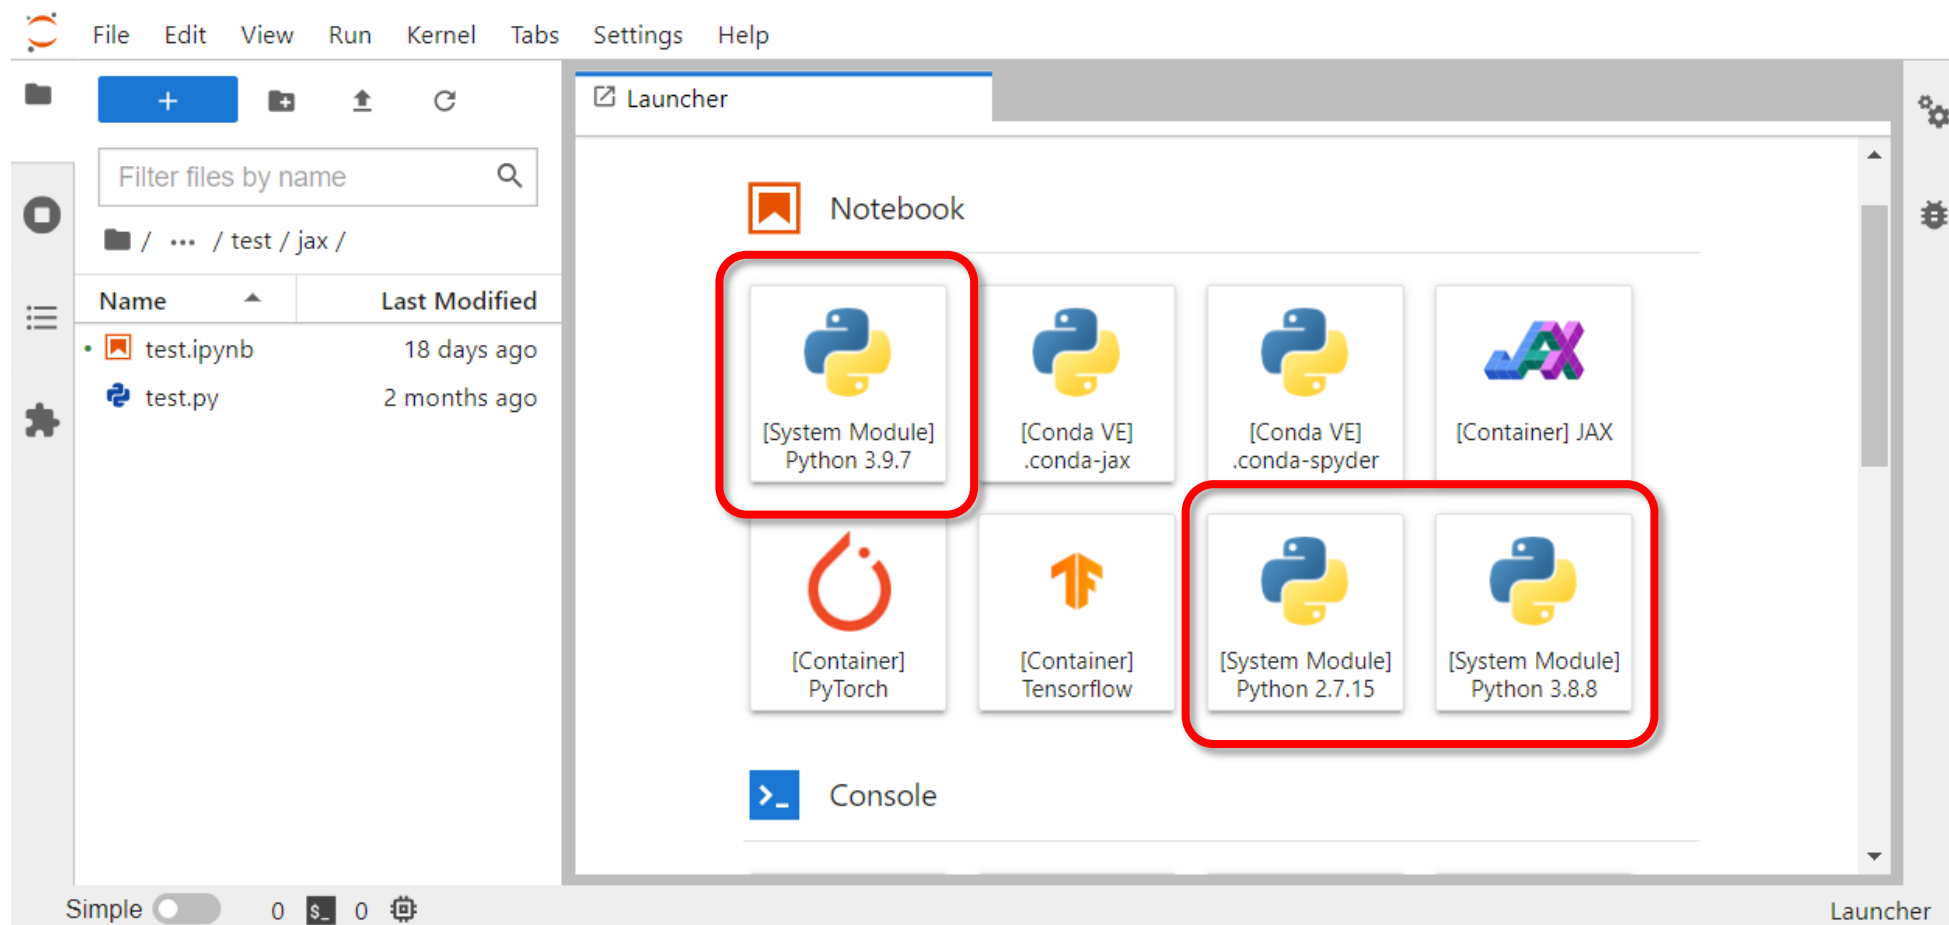 File Edit View Run Kernel Tabs Settings Help
+
Launcher
Filter files by name
/ ··· / test / jax /
Name Last Modified
test.ipynb 18 days ago
test.py 2 months ago
Notebook
[System Module]
Python 3.9.7
[Conda VE]
.conda-jax
[Conda VE]
.conda-spyder
JAX
[Container] JAX
[Container]
PyTorch
[Container]
Tensorflow
[System Module]
Python 2.7.15
[System Module]
Python 3.8.8
Console
Simple 0 $_ 0
Launcher